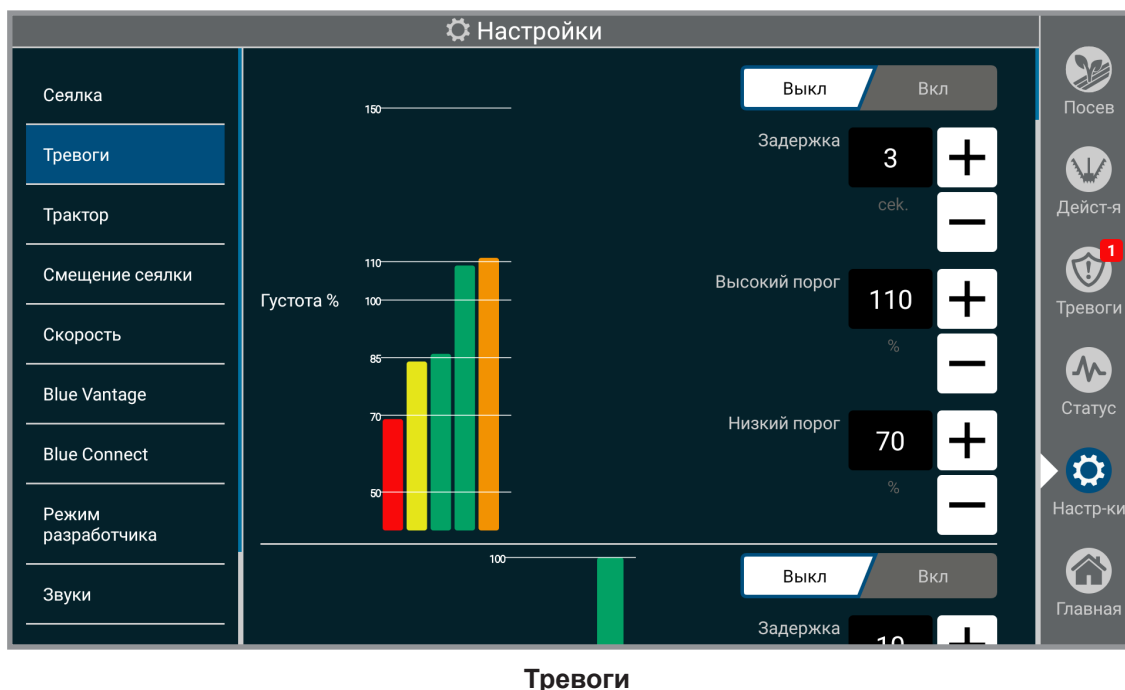 Настройки
Сеялка
Тревоги
Трактор
Смещение сеялки
Скорость
Blue Vantage
Blue Connect
Режим
разработчика
Звуки
Густота %
150
110
100
85
70
50
Выкл Вкл
Задержка
3
сек.
Высокий порог
110
%
Низкий порог
70
%
100
Выкл Вкл
Задержка
10
Посев
Дейст-я
1
Тревоги
Статус
Настр-ки
Главная
Тревоги